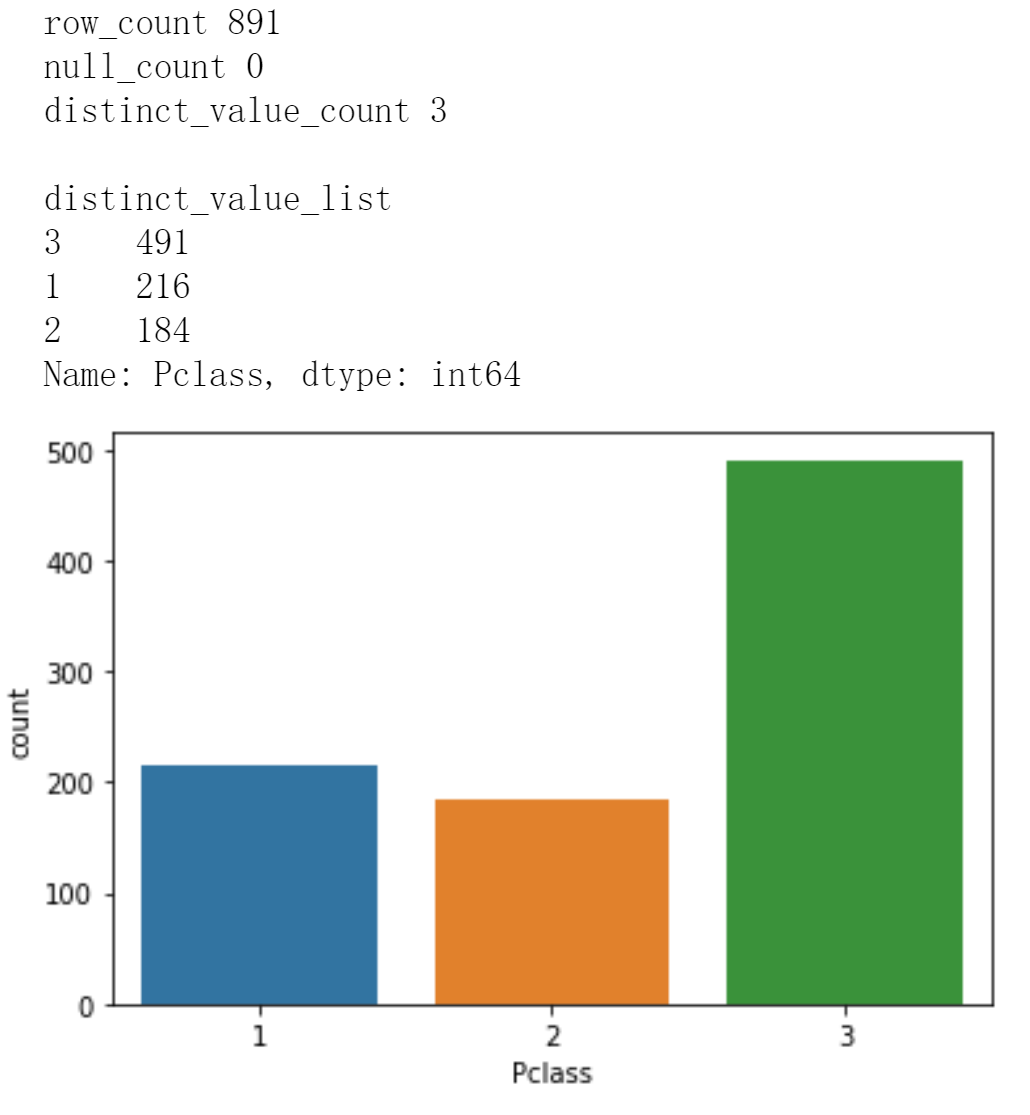 row_count 891
null_count 0
distinct_value_count 3
distinct_value_list
3    491
1    216
2    184
Name: Pclass, dtype: int64
500
400
300
200
100
0
count
1 2 3
Pclass